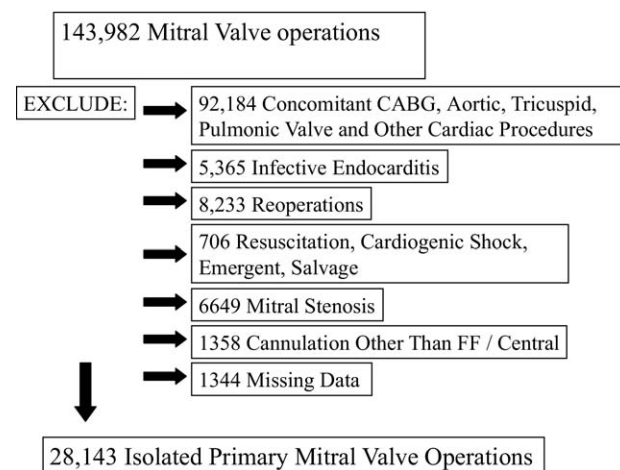 143,982 Mitral Valve operations
EXCLUDE:
92,184 Concomitant CABG, Aortic, Tricuspid,
Pulmonic Valve and Other Cardiac Procedures
5,365 Infective Endocarditis
8,233 Reoperations
706 Resuscitation, Cardiogenic Shock,
Emergent, Salvage
6649 Mitral Stenosis
1358 Cannulation Other Than FF / Central
1344 Missing Data
28,143 Isolated Primary Mitral Valve Operations